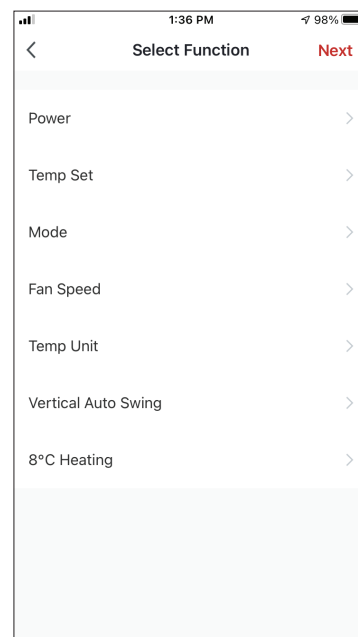 1:36 PM 98%
Select Function Next
Power
Temp Set
Mode
Fan Speed
Temp Unit
Vertical Auto Swing
8°C Heating